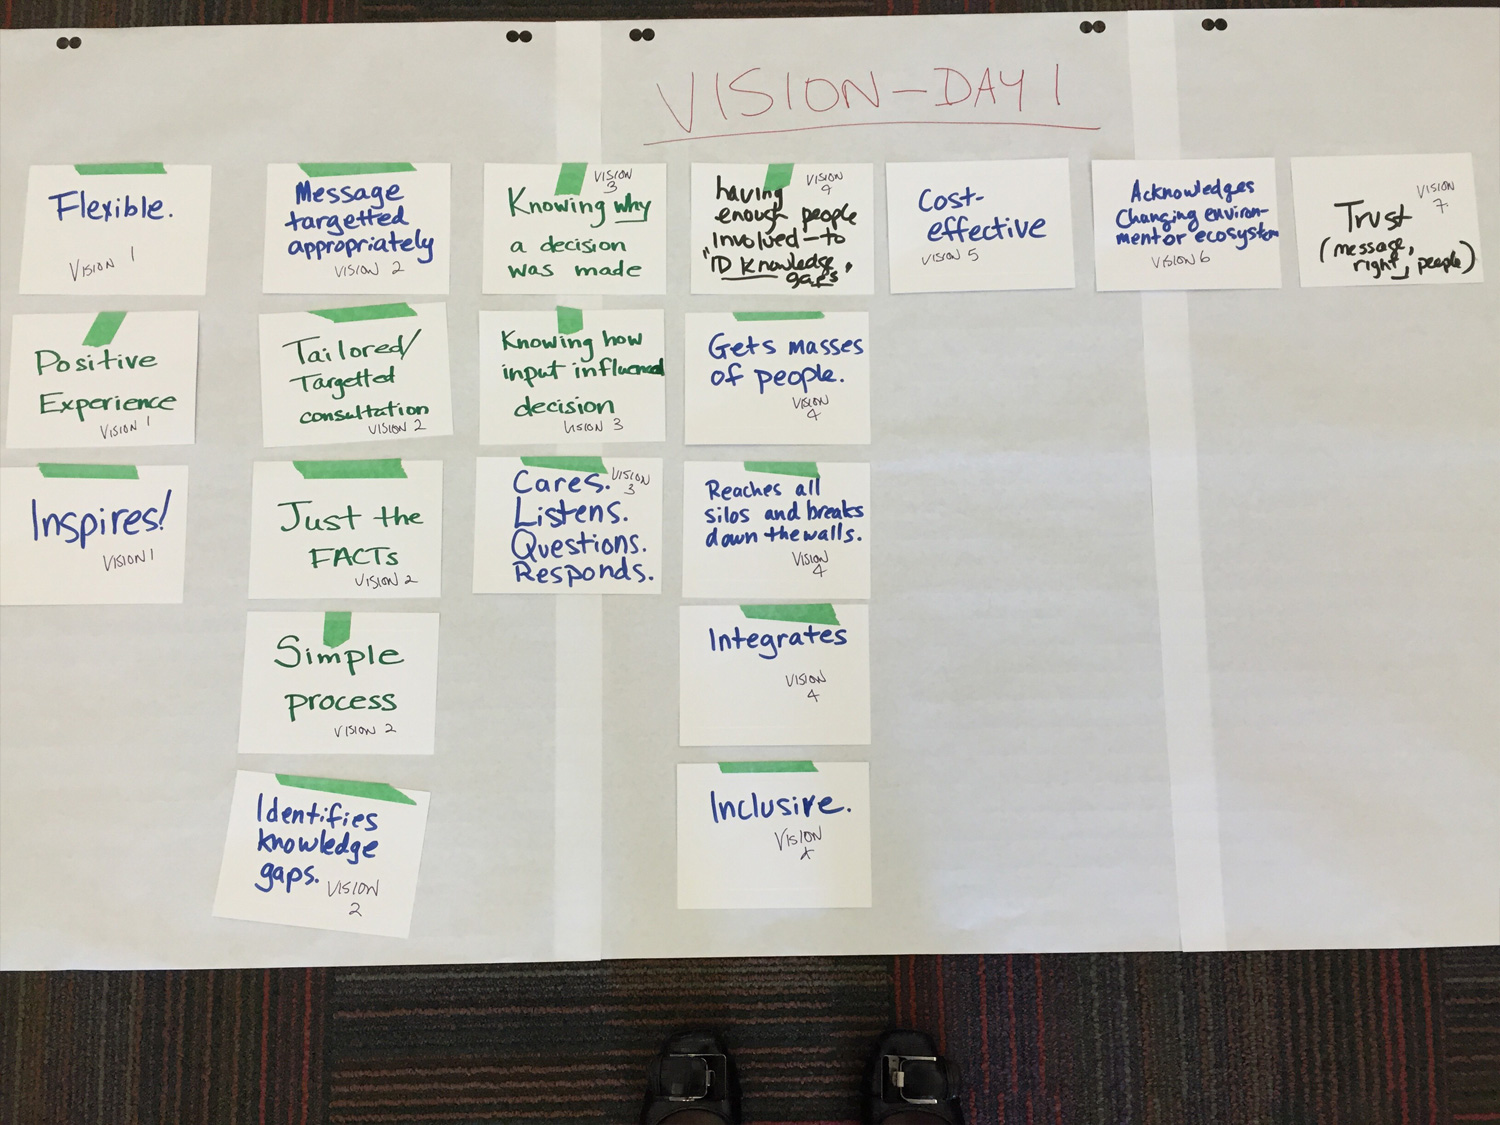 VISION - DAY 1
Flexible.
VISION 1
Positive
Experience
VISION 1
Inspires!
VISION 1
Message
targetted
appropriately
VISION 2
Tailored/
Targetted
consultation
VISION 2
Just the
FACTs
VISION 2
Simple
process
VISION 2
Identifies
knowledge
gaps.
VISION
2
VISION
3
Knowing why
a decision
was made
Knowing how
input influenced
decision
VISION 3
Cares.
VISION
3
Listens.
Questions.
Responds.
VISION
4
having
enough people
involved - to
"ID Knowledge
gaps
Gets masses
of people.
VISION
4
Reaches all
silos and breaks
down the walls.
VISION
4
Integrates
VISION
4
Inclusive.
VISION
4
Cost-
effective
VISION 5
Acknowledges
Changing environ-
ment or ecosystem
VISION 6
VISION
7
Trust
(message,
right people)